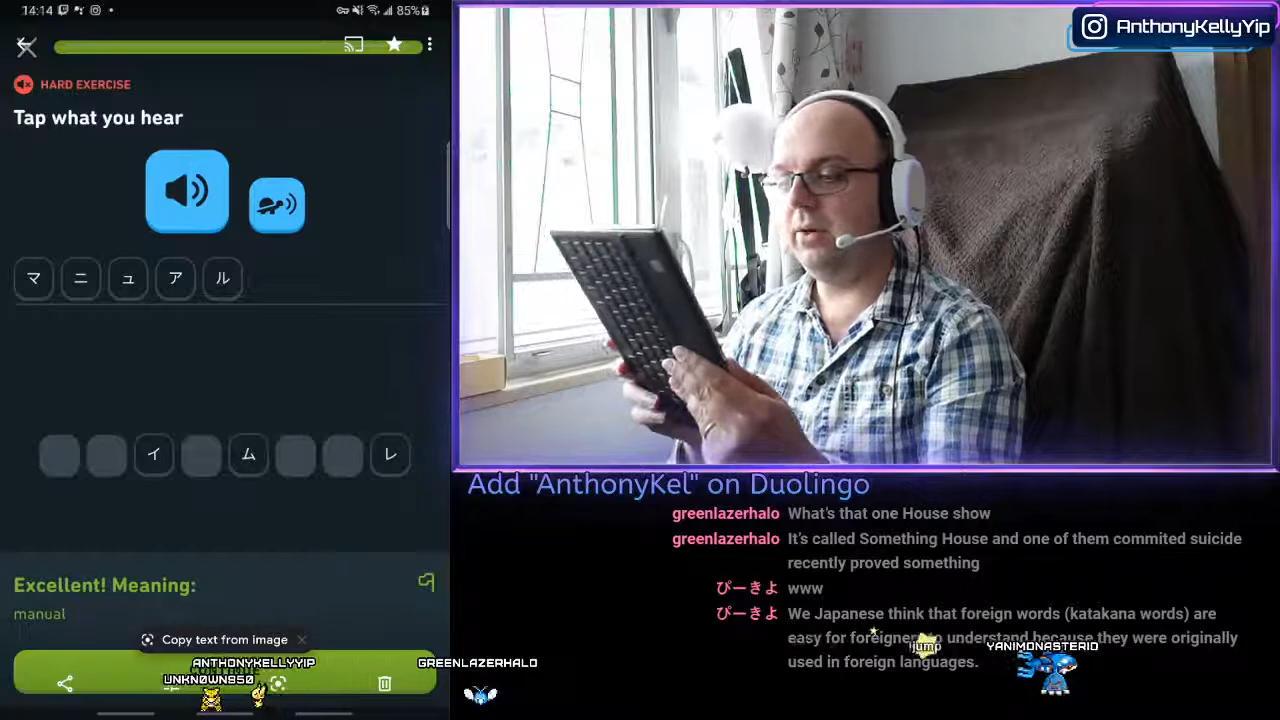 14:14
85%
HARD EXERCISE
Tap what you hear
マ ニ ュ ア ル
イ ム レ
Excellent! Meaning:
manual
Copy text from image
ANTHONYKELLYYIP
UNKN0WN950
GREENLAZERHALO
AnthonyKellyYip
Add "AnthonyKel" on Duolingo
greenlazerhalo What's that one House show
greenlazerhalo It's called Something House and one of them commited suicide
recently proved something
ぴーきよ www
ぴーきよ We Japanese think that foreign words (katakana words) are
easy for foreigners to understand because they were originally
used in foreign languages.
jump
YANIMONASTERIO